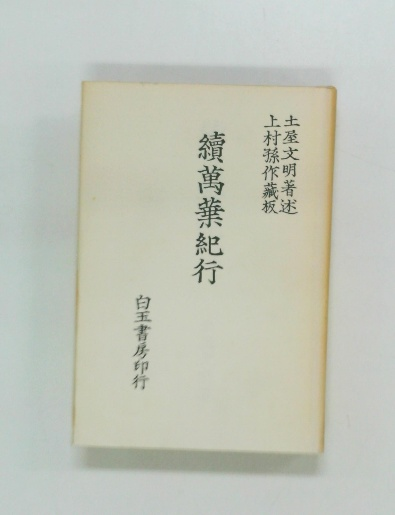 土屋文明著述
上村孫作藏板
續萬葉紀行
白玉書房印行